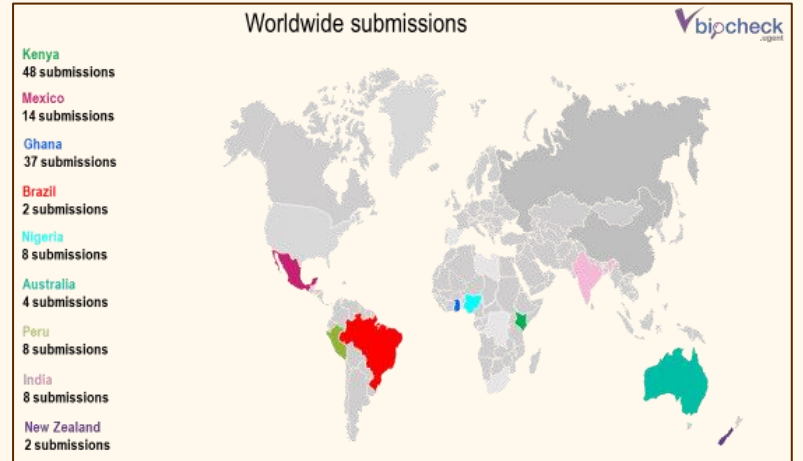 Worldwide submissions
biocheck
.ugent
Kenya
48 submissions
Mexico
14 submissions
Ghana
37 submissions
Brazil
2 submissions
Nigeria
8 submissions
Australia
4 submissions
Peru
8 submissions
India
8 submissions
New Zealand
2 submissions